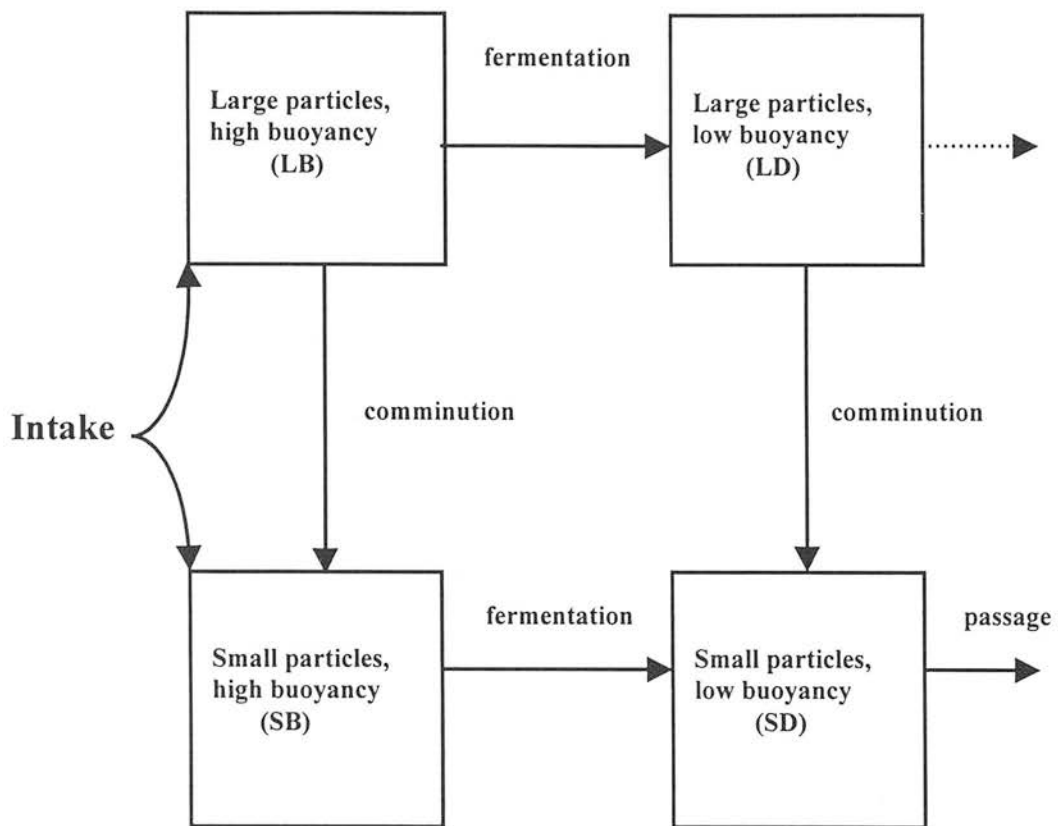 fermentation
Large particles,
high buoyancy
(LB)
Large particles,
low buoyancy
(LD)
Intake
comminution
comminution
fermentation
passage
Small particles,
high buoyancy
(SB)
Small particles,
low buoyancy
(SD)